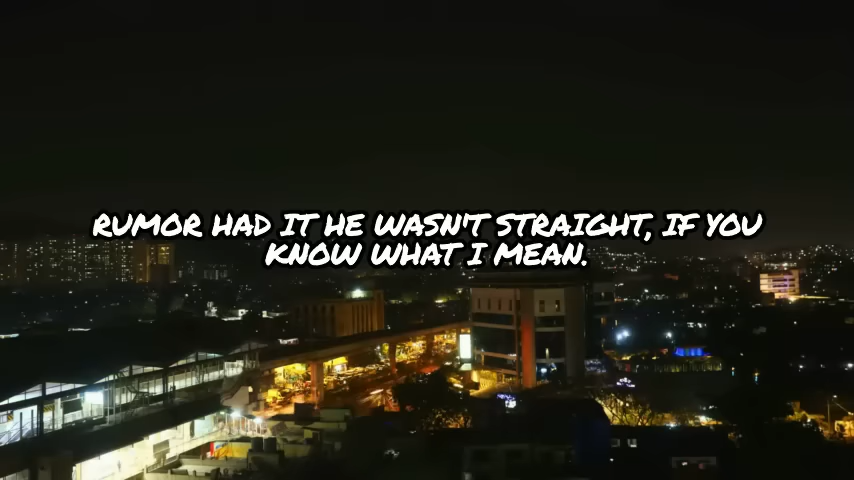 RUMOR HAD IT HE WASN'T STRAIGHT, IF YOU
KNOW WHAT I MEAN.